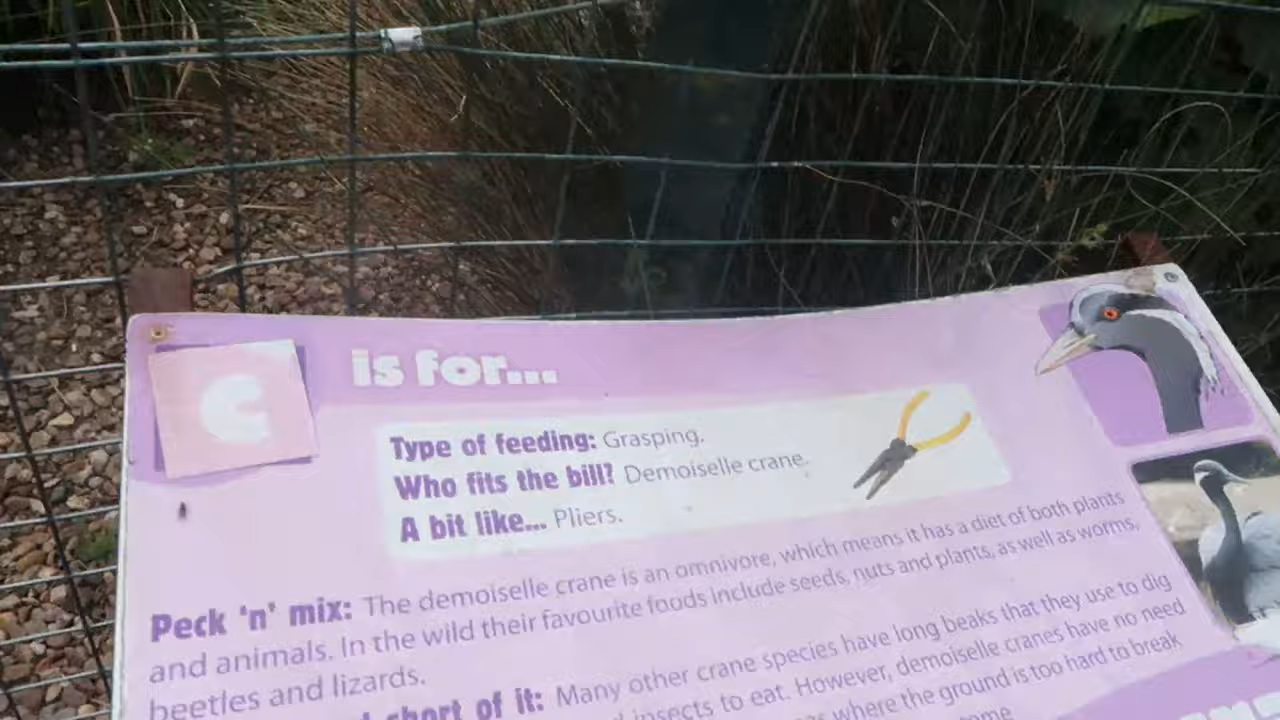 C is for...
Type of feeding: Grasping.
Who fits the bill? Demoiselle crane.
A bit like... Pliers.
Peck 'n' mix: The demoiselle crane is an omnivore, which means it has a diet of both plants
and animals. In the wild their favourite foods include seeds, nuts and plants, as well as worms,
beetles and lizards.
short of it: Many other crane species have long beaks that they use to dig
insects to eat. However, demoiselle cranes have no need
where the ground is too hard to break